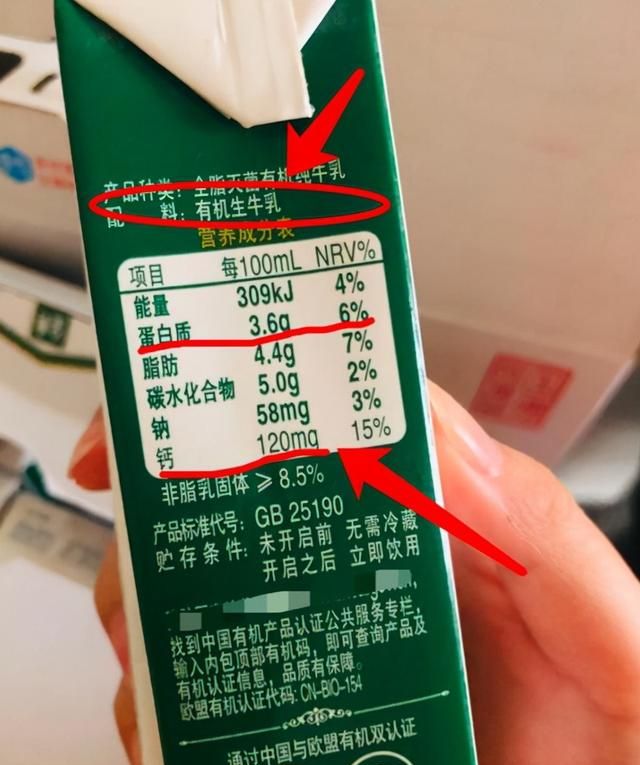 产品种类：全脂灭菌有机纯牛乳
配 料：有机生牛乳
营养成分表
项目 每100mL NRV%
能量 309kJ 4%
蛋白质 3.6g 6%
脂肪 4.4g 7%
碳水化合物 5.0g 2%
钠 58mg 3%
钙 120mg 15%
非脂乳固体 ≥ 8.5%
产品标准代号：GB 25190
贮存条件：未开启前 无需冷藏
开启之后 立即饮用
找到中国有机产品认证公共服务专栏，
输入内包顶部有机码，即可查询产品及
有机认证信息，品质有保障。
欧盟有机认证代码：CN-BIO-154
通过中国与欧盟有机双认证